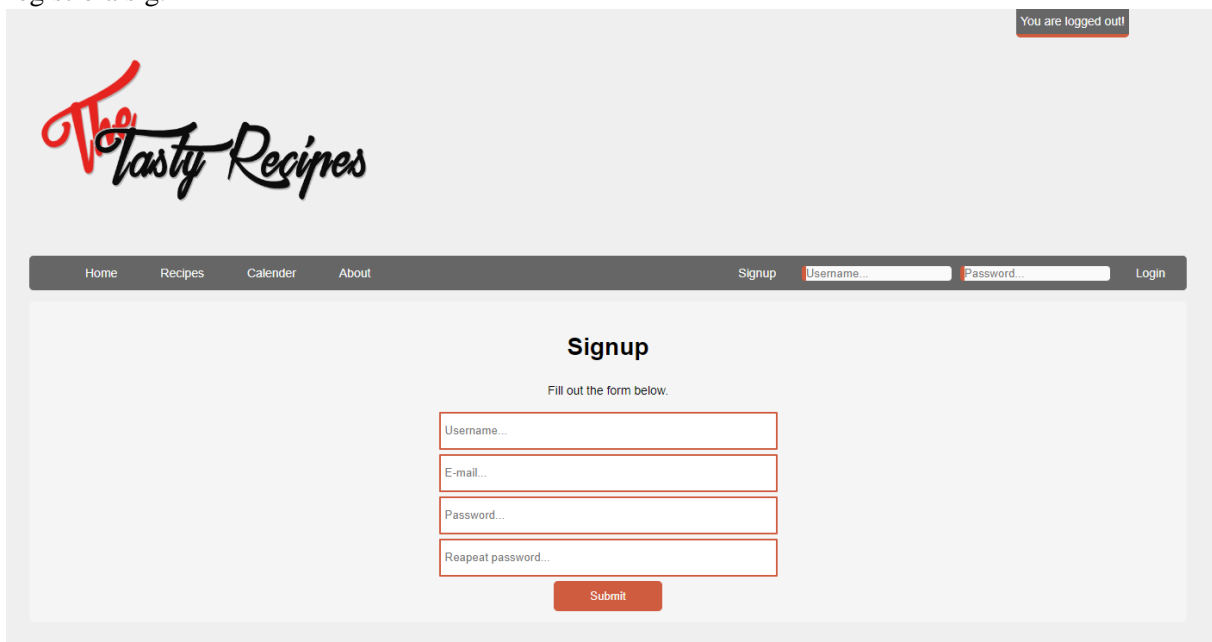 You are logged out!
The
Tasty Recipes
Home Recipes Calender About Signup Username... Password... Login
Signup
Fill out the form below.
Username...
E-mail...
Password...
Reapeat password...
Submit